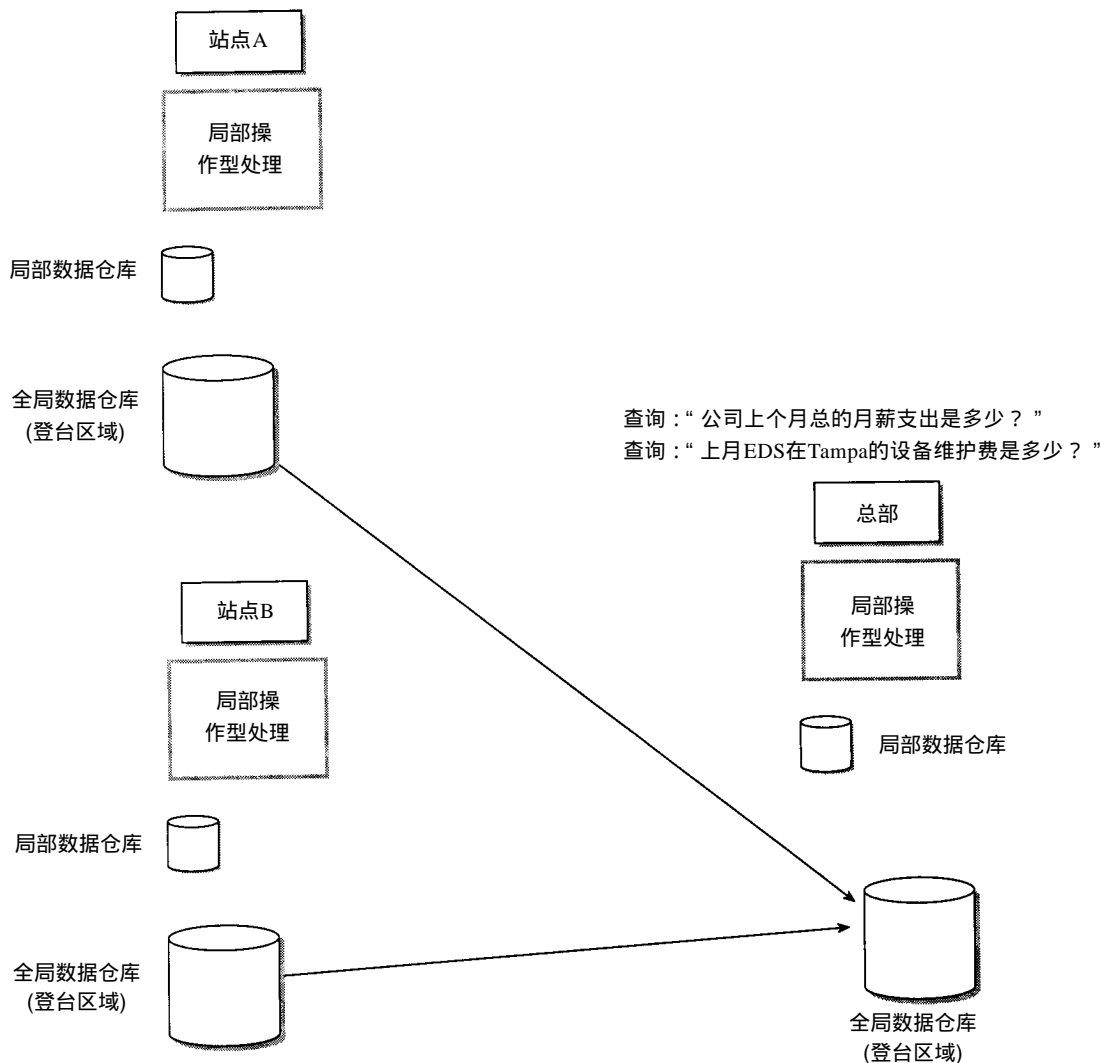 站点A
局部操
作型处理
局部数据仓库
全局数据仓库
(登台区域)
查询：“ 公司上个月总的月薪支出是多少？ ”
查询：“ 上月EDS在Tampa的设备维护费是多少？ ”
总部
局部操
作型处理
局部数据仓库
站点B
局部操
作型处理
局部数据仓库
全局数据仓库
(登台区域)
全局数据仓库
(登台区域)